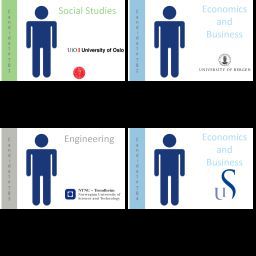 Social Studies
UiO University of Oslo
Economics
and
Business
UNIVERSITY OF BERGEN
Engineering
NTNU – Trondheim
Norwegian University of
Science and Technology
Economics
and
Business
US